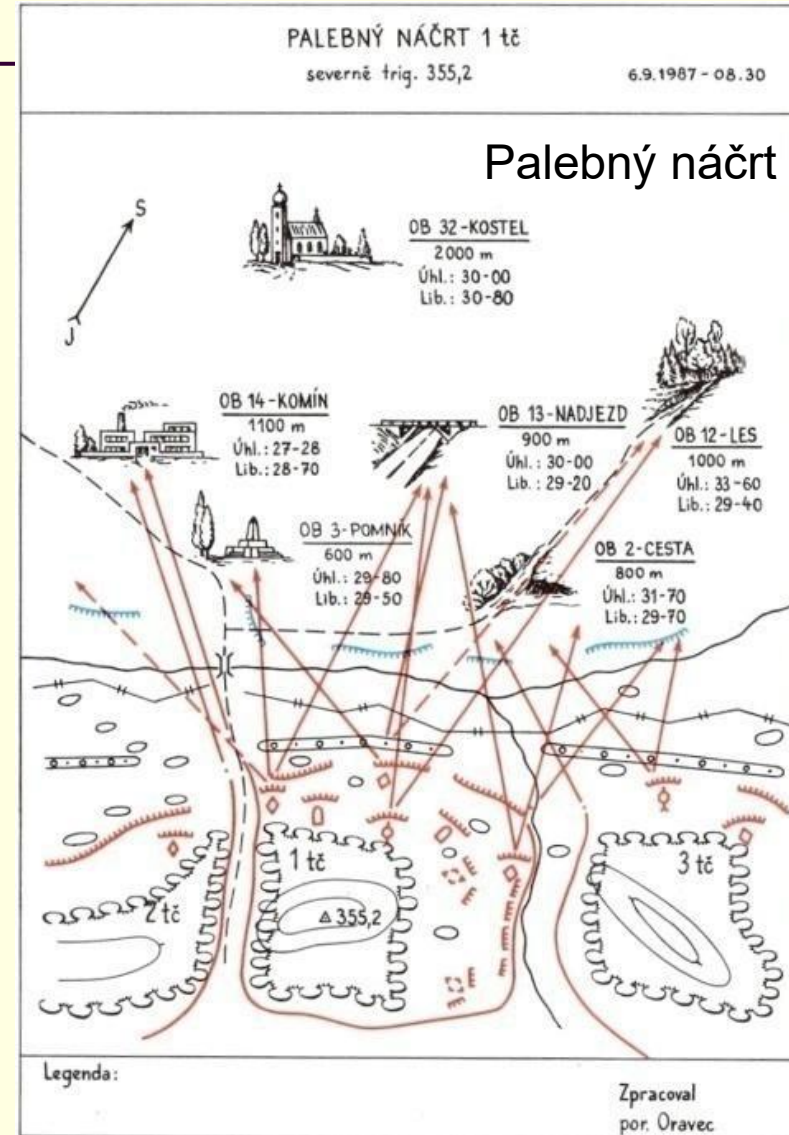 PALEBNÝ NÁČRT 1 tč
severně trig. 355,2
6.9.1987 - 08.30
Palebný náčrt
S
J
OB 32-KOSTEL
2000 m
Úhl.: 30-00
Lib.: 30-80
OB 14-KOMÍN
1100 m
Úhl.: 27-28
Lib.: 28-70
OB 13-NADJEZD
900 m
Úhl.: 30-00
Lib.: 29-20
OB 12-LES
1000 m
Úhl.: 33-60
Lib.: 29-40
OB 3-POMNÍK
600 m
Úhl.: 29-80
Lib.: 29-50
OB 2-CESTA
800 m
Úhl.: 31-70
Lib.: 29-70
1 tč
3 tč
2 tč
355,2
Legenda:
Zpracoval
por. Oravec